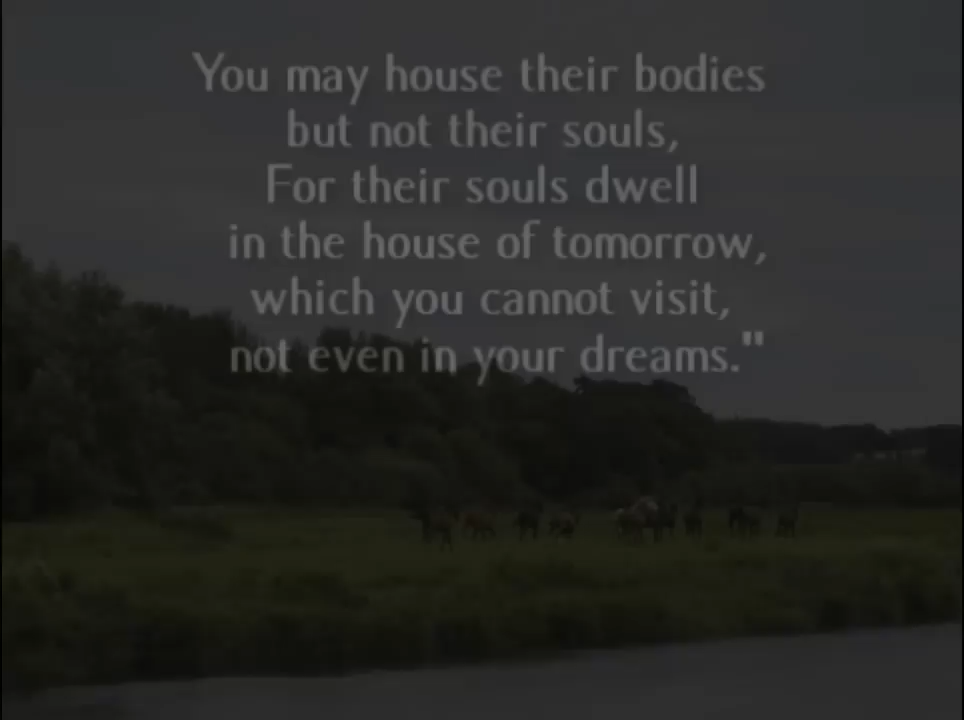 You may house their bodies
but not their souls,
For their souls dwell
in the house of tomorrow,
which you cannot visit,
not even in your dreams."